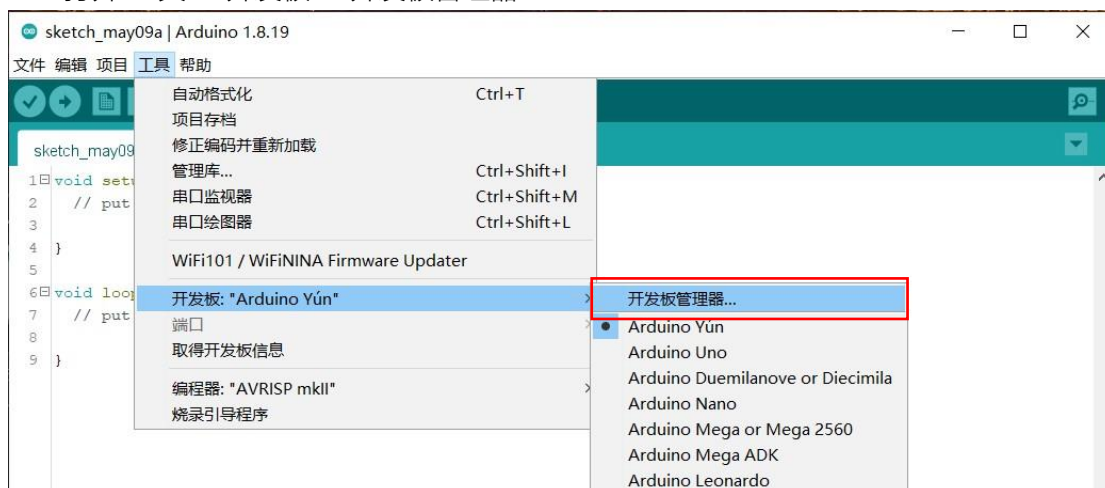 sketch_may09a | Arduino 1.8.19
文件 编辑 项目 工具 帮助
sketch_may09
自动格式化 Ctrl+T
项目存档
修正编码并重新加载
管理库... Ctrl+Shift+I
串口监视器 Ctrl+Shift+M
串口绘图器 Ctrl+Shift+L
WiFi101 / WiFiNINA Firmware Updater
开发板: "Arduino Yún"
端口
取得开发板信息
编程器: "AVRISP mkII"
烧录引导程序
开发板管理器...
Arduino Yún
Arduino Uno
Arduino Duemilanove or Diecimila
Arduino Nano
Arduino Mega or Mega 2560
Arduino Mega ADK
Arduino Leonardo
1 void setu
2 // put
3
4 }
5
6 void loop
7 // put
8
9 }